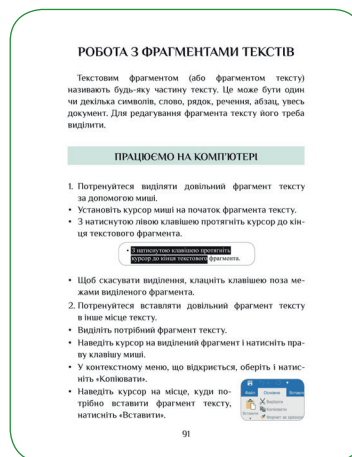 РОБОТА З ФРАГМЕНТАМИ ТЕКСТІВ
Текстовим фрагментом (або фрагментом тексту)
називають будь-яку частину тексту. Це може бути один
чи декілька символів, слово, рядок, речення, абзац, увесь
документ. Для редагування фрагмента тексту його треба
виділити.
ПРАЦЮЄМО НА КОМП'ЮТЕРІ
1. Потренуйтеся виділяти довільний фрагмент тексту
за допомогою миші.
• Установіть курсор миші на початок фрагмента тексту.
• З натиснутою лівою клавішею протягніть курсор до кін-
ця текстового фрагмента.
• З натиснутою клавішею протягніть
курсор до кінця текстового фрагмента.
• Щоб скасувати виділення, клацніть клавішею поза ме-
жами виділеного фрагмента.
2. Потренуйтеся вставляти довільний фрагмент тексту
в інше місце тексту.
• Виділіть потрібний фрагмент тексту.
• Наведіть курсор на виділений фрагмент і натисніть пра-
ву клавішу миші.
• У контекстному меню, що відкриється, оберіть і натис-
ніть «Копіювати».
• Наведіть курсор на місце, куди по-
трібно вставити фрагмент тексту,
натисніть «Вставити».
Файл Основне
Вирізати
Копіювати
91